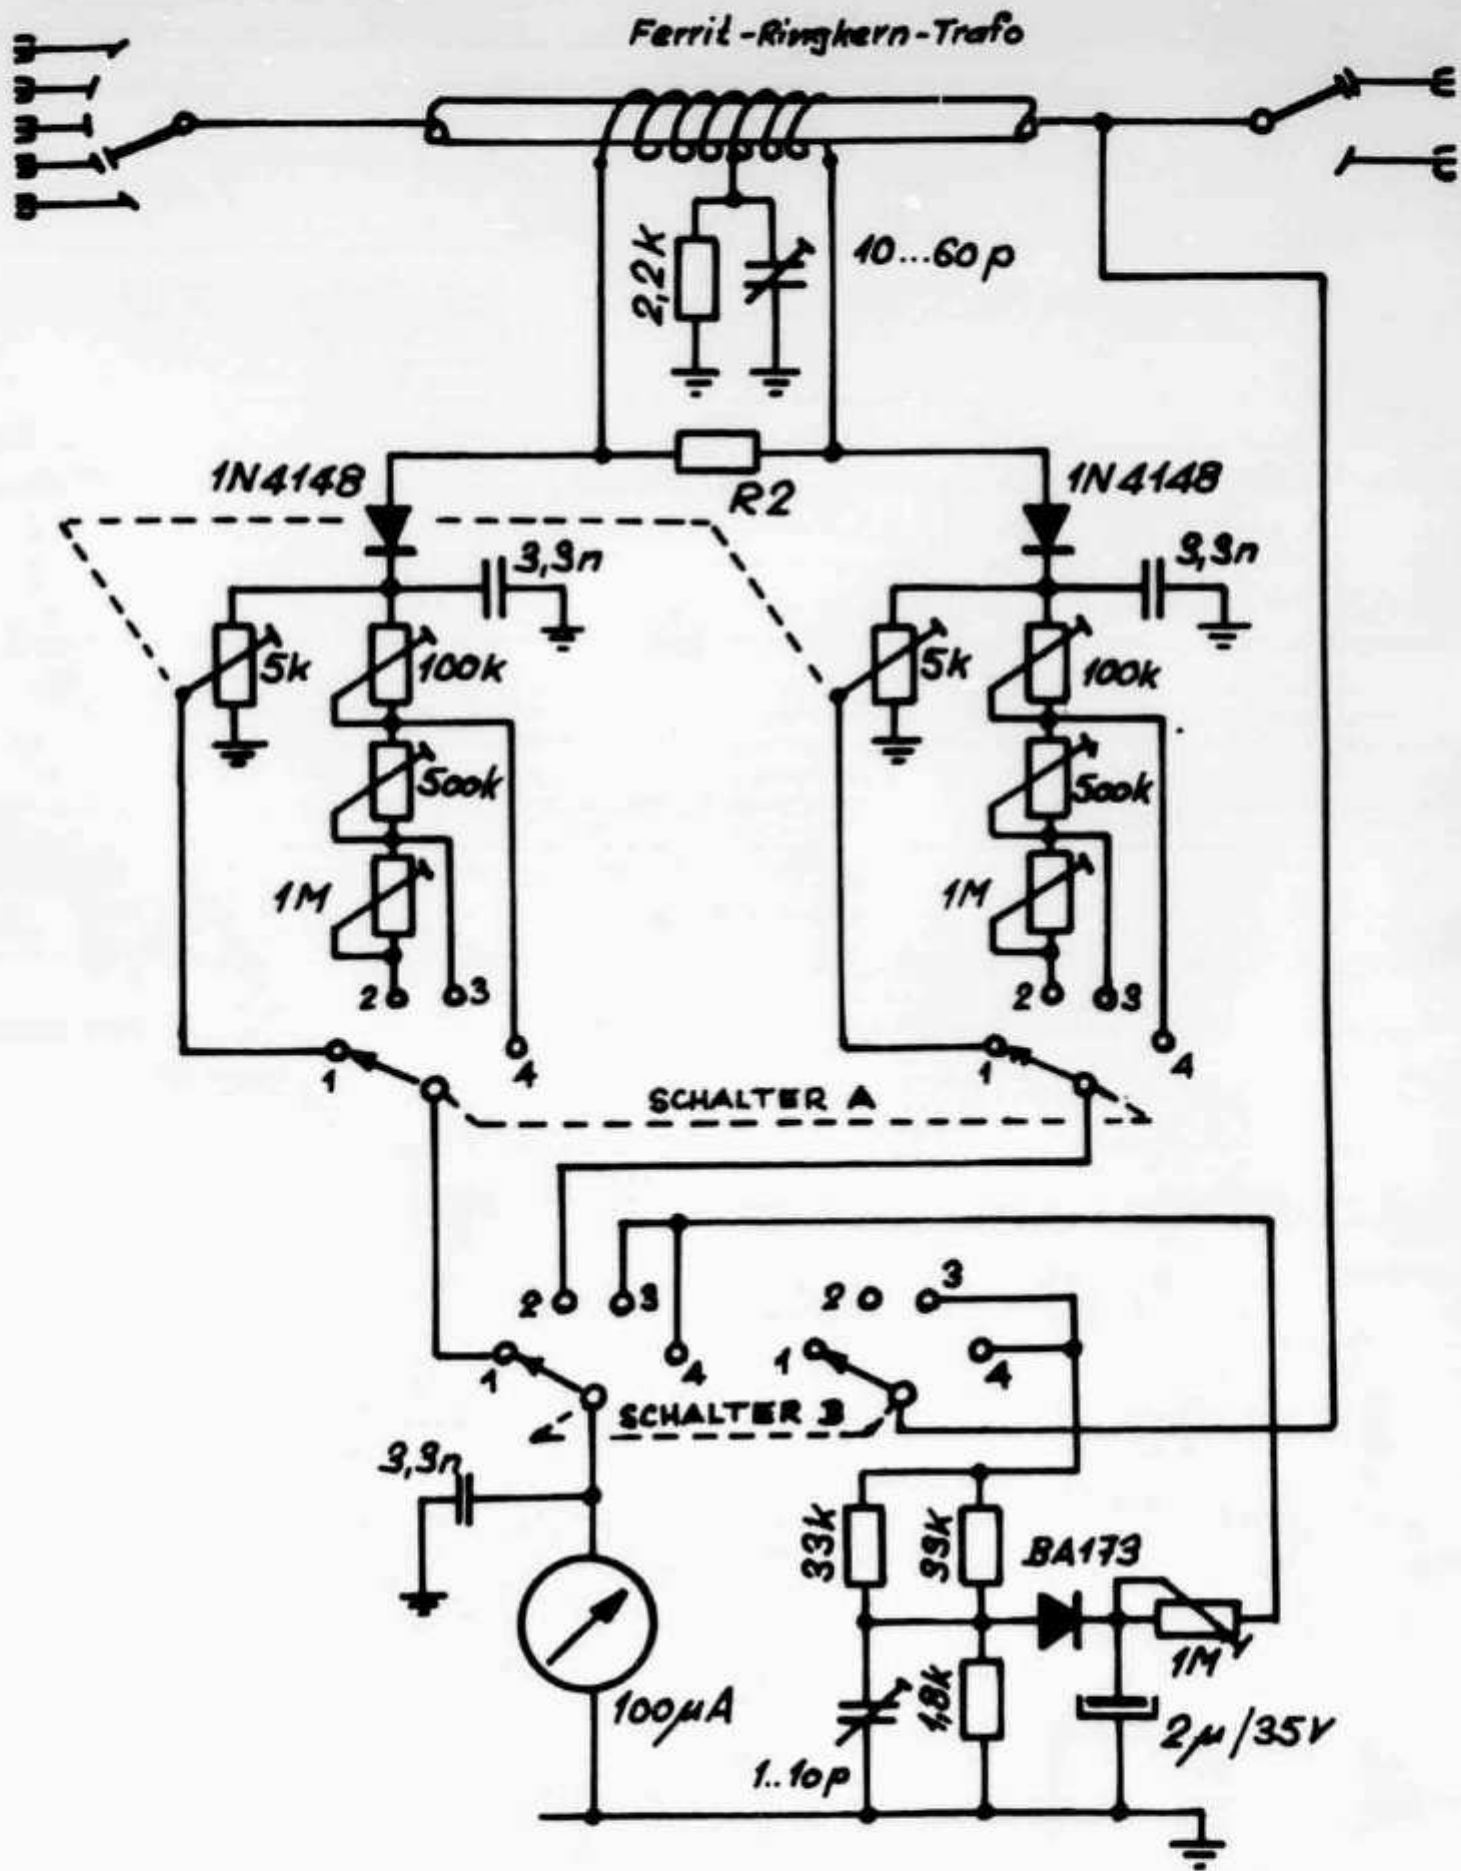 Ferrit-Ringkern-Trafo
2,2k
10...60p
1N4148
R2
1N4148
3,3n
3,3n
5k
100k
5k
100k
500k
500k
1M
1M
2
3
2
3
1
4
1
4
SCHALTER A
2
3
2
3
1
4
1
4
SCHALTER B
3,3n
33k
33k
BA173
1M
100µA
1,8k
2µ/35V
1..10p